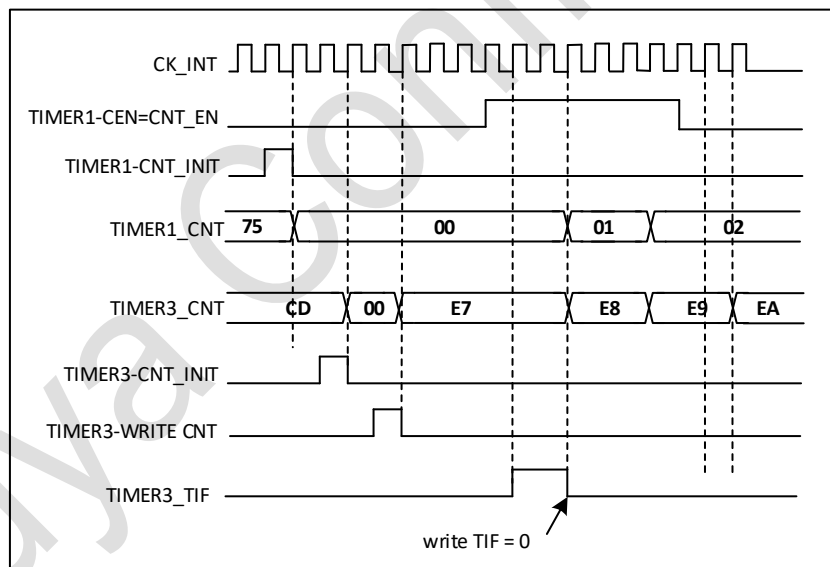 CK_INT
TIMER1-CEN=CNT_EN
TIMER1-CNT_INIT
TIMER1_CNT 75 00 01 02
TIMER3_CNT CD 00 E7 E8 E9 EA
TIMER3-CNT_INIT
TIMER3-WRITE CNT
TIMER3_TIF
write TIF = 0